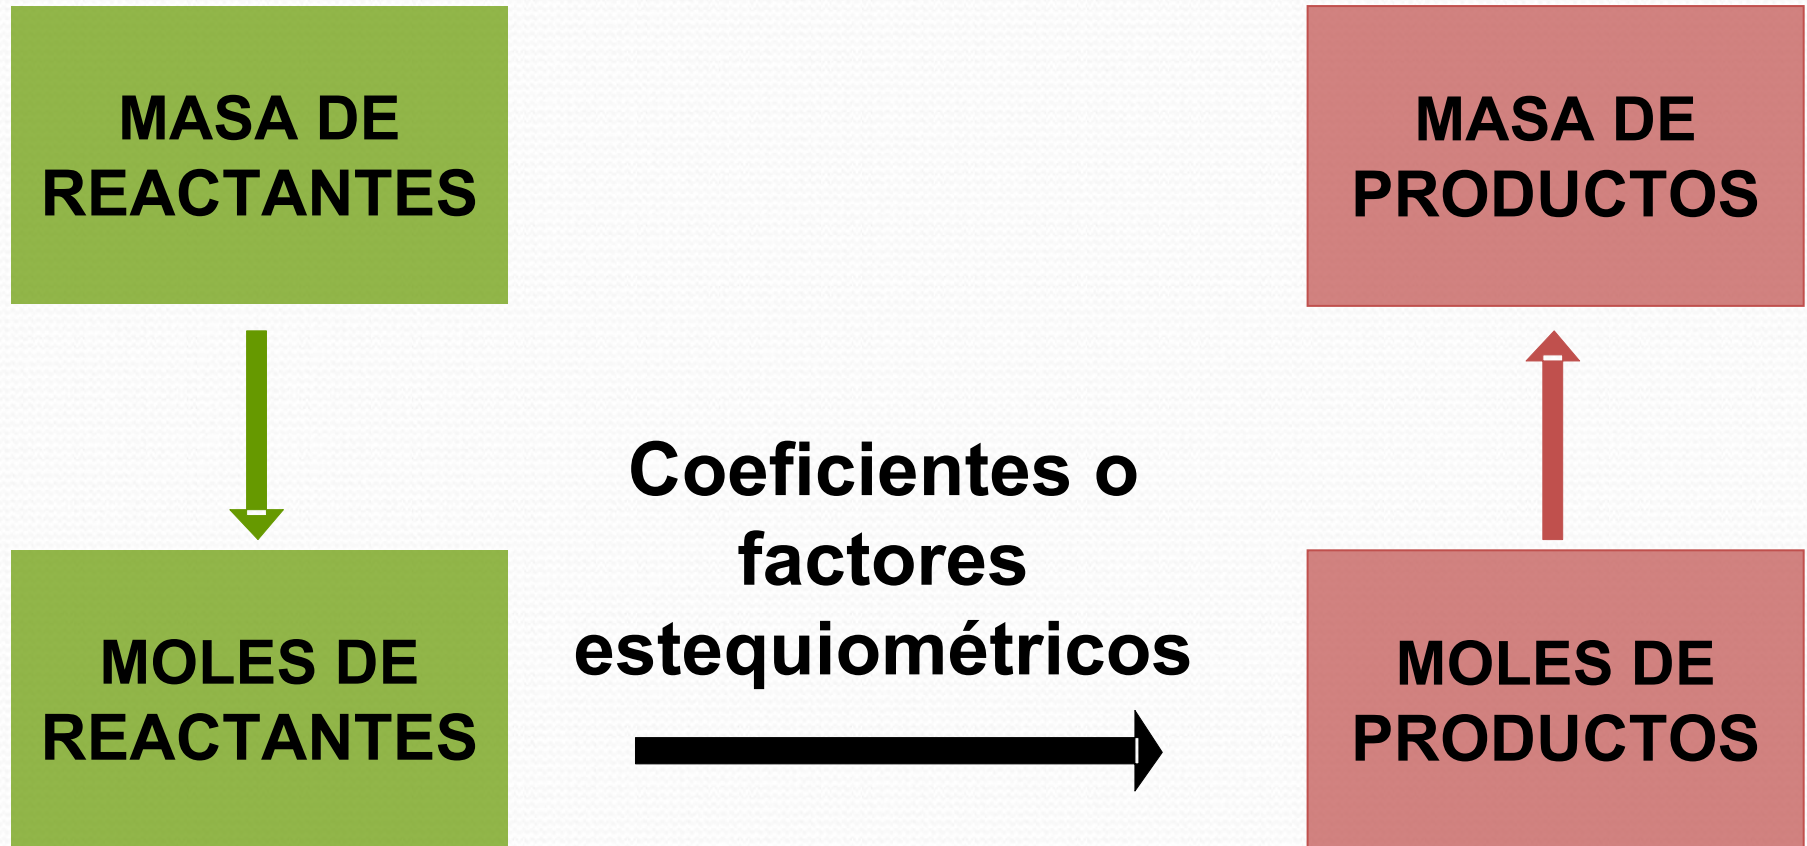 MASA DE
REACTANTES
MASA DE
PRODUCTOS
Coeficientes o
factores
estequiométricos
MOLES DE
REACTANTES
MOLES DE
PRODUCTOS